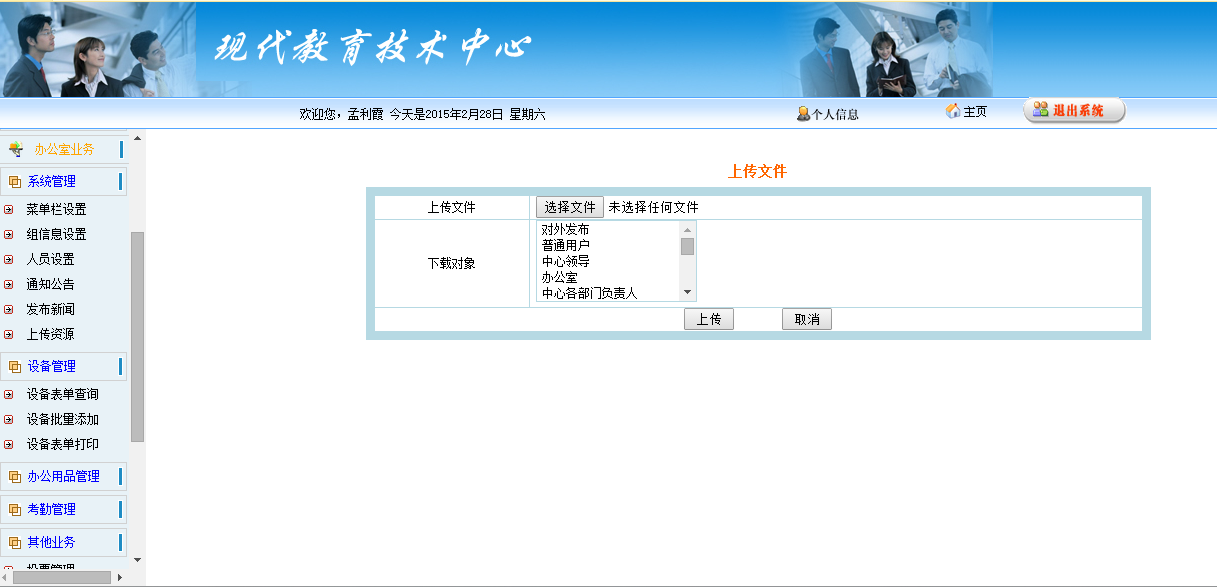 现代教育技术中心
欢迎您，孟利霞 今天是2015年2月28日 星期六
个人信息
主页
退出系统
办公室业务
系统管理
菜单栏设置
组信息设置
人员设置
通知公告
发布新闻
上传资源
设备管理
设备表单查询
设备批量添加
设备表单打印
办公用品管理
考勤管理
其他业务
投票管理
上传文件
上传文件 选择文件 未选择任何文件
下载对象
对外发布
普通用户
中心领导
办公室
中心各部门负责人
上传 取消